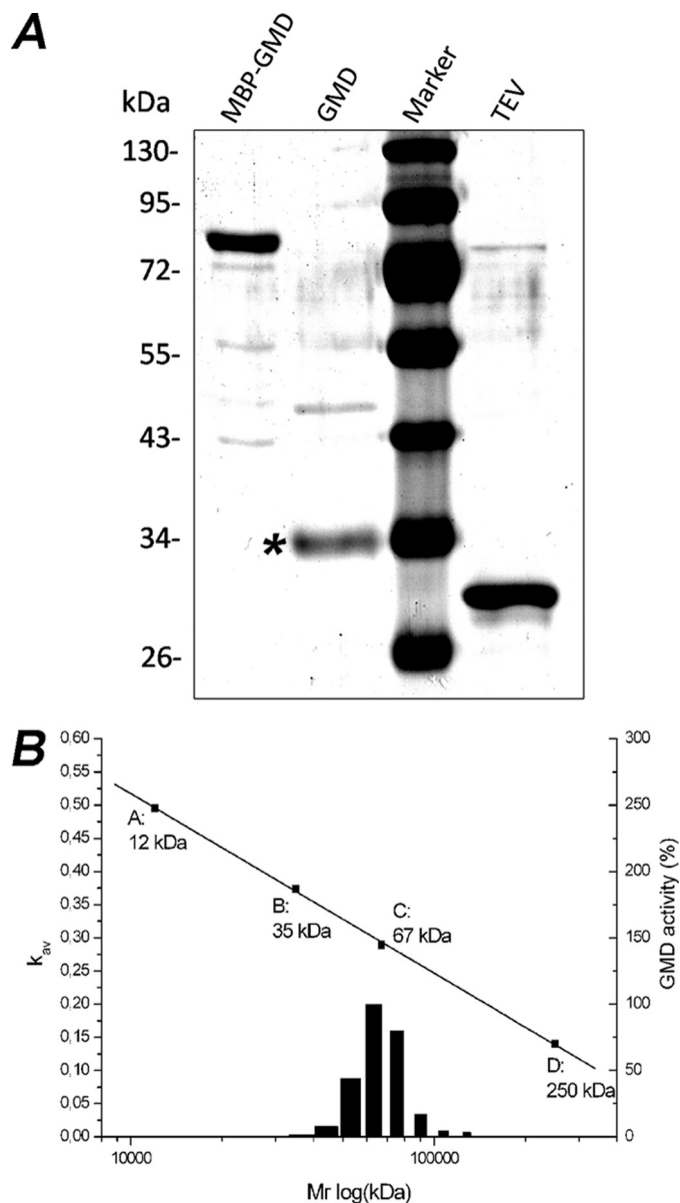 A
kDa
MBP-GMD
GMD
Marker
TEV
130-
95-
72-
55-
43-
34-
*
26-
B
0,60
0,55
0,50
0,45
0,40
0,35
0,30
0,25
0,20
0,15
0,10
0,05
0,00
k_av
A:
12 kDa
B:
35 kDa
C:
67 kDa
D:
250 kDa
300
250
200
150
100
50
0
GMD activity (%)
10000
100000
Mr log(kDa)